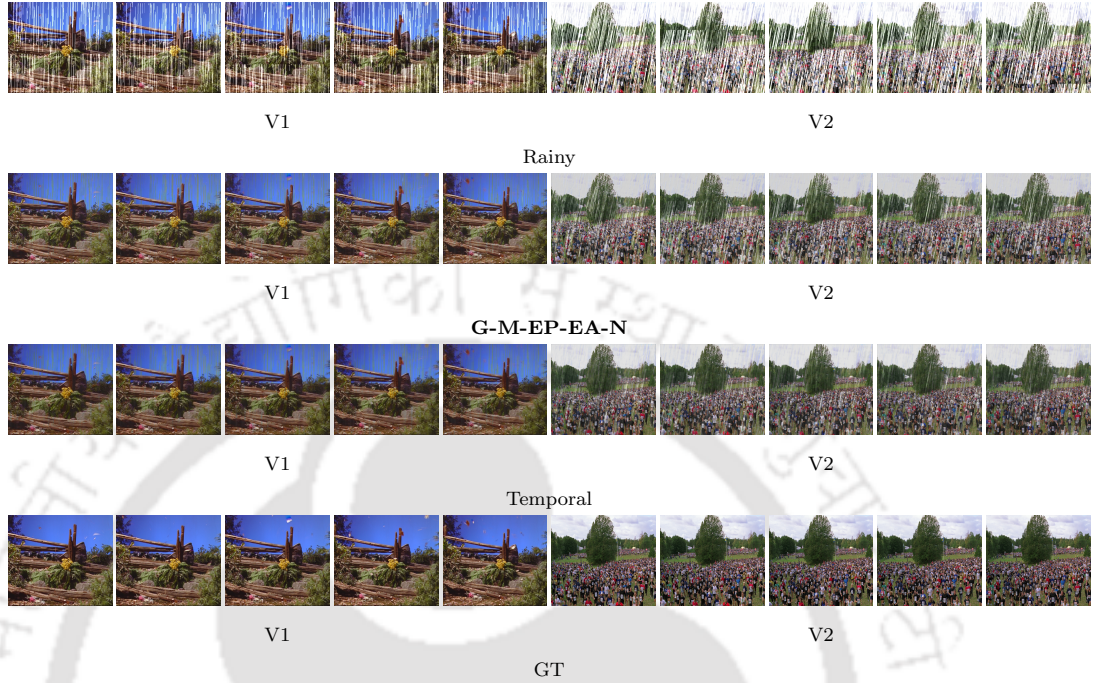 V1 V2
Rainy
V1 V2
G-M-EP-EA-N
V1 V2
Temporal
V1 V2
GT